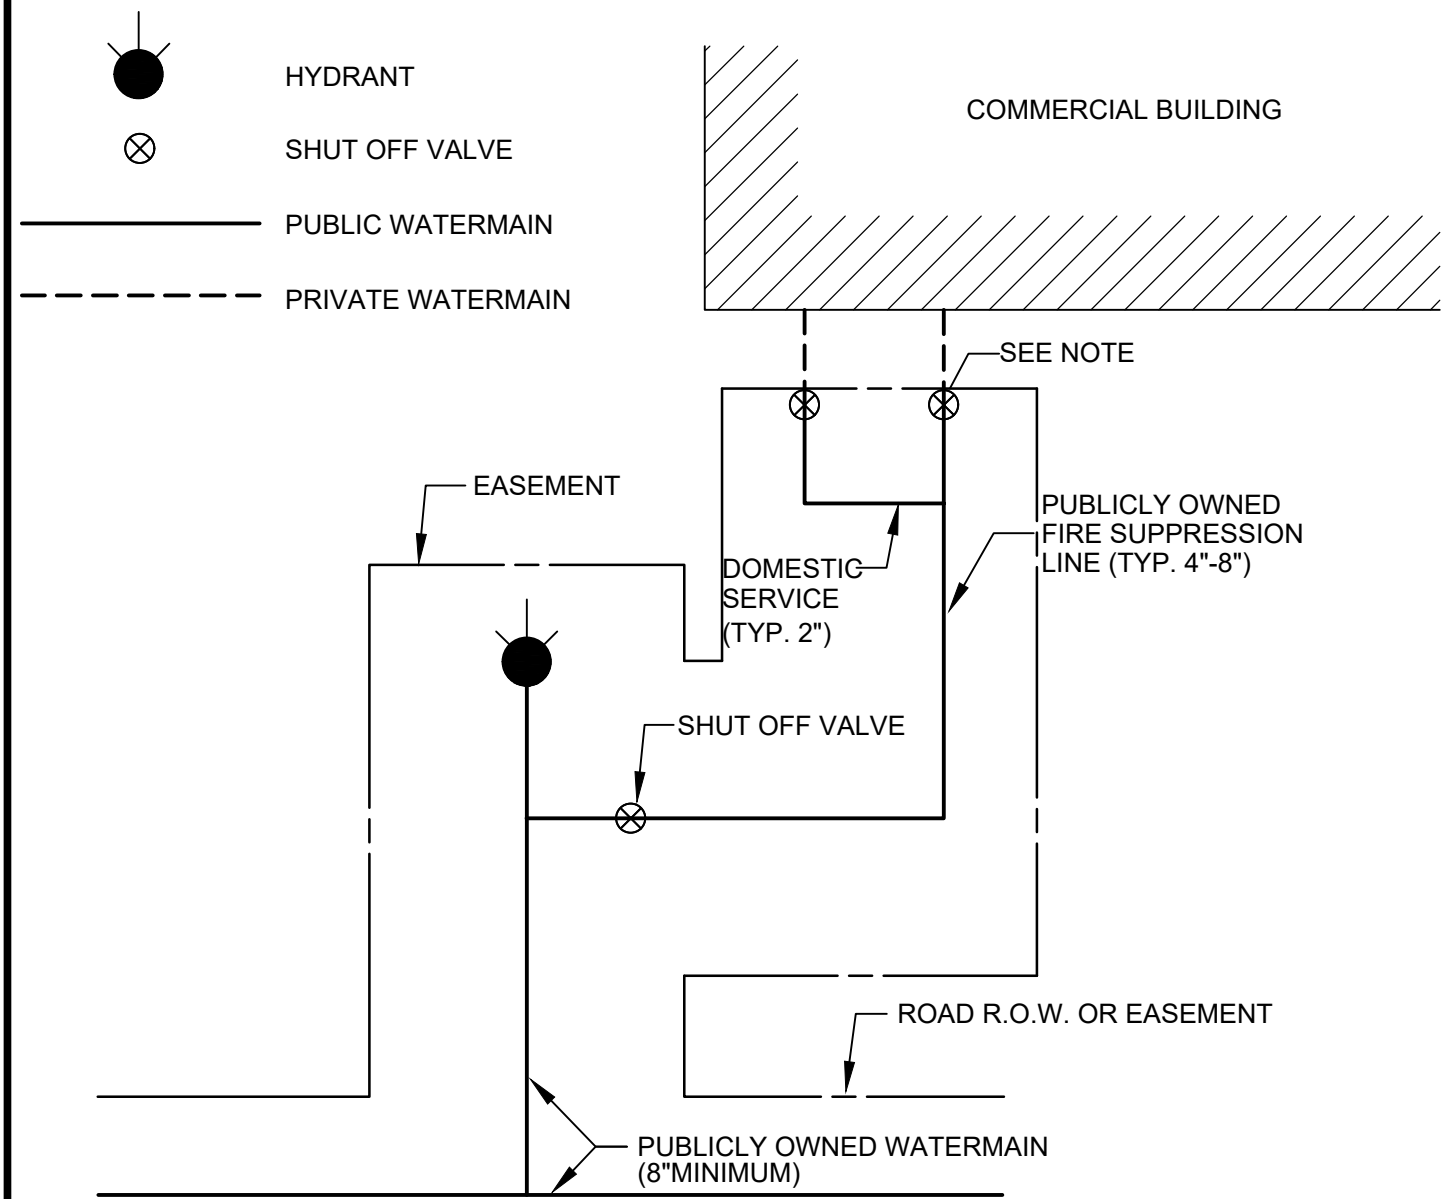 HYDRANT
COMMERCIAL BUILDING
SHUT OFF VALVE
PUBLIC WATERMAIN
PRIVATE WATERMAIN
SEE NOTE
EASEMENT
PUBLICLY OWNED
FIRE SUPPRESSION
LINE (TYP. 4"-8")
DOMESTIC
SERVICE
(TYP. 2")
SHUT OFF VALVE
ROAD R.O.W. OR EASEMENT
PUBLICLY OWNED WATERMAIN
(8"MINIMUM)